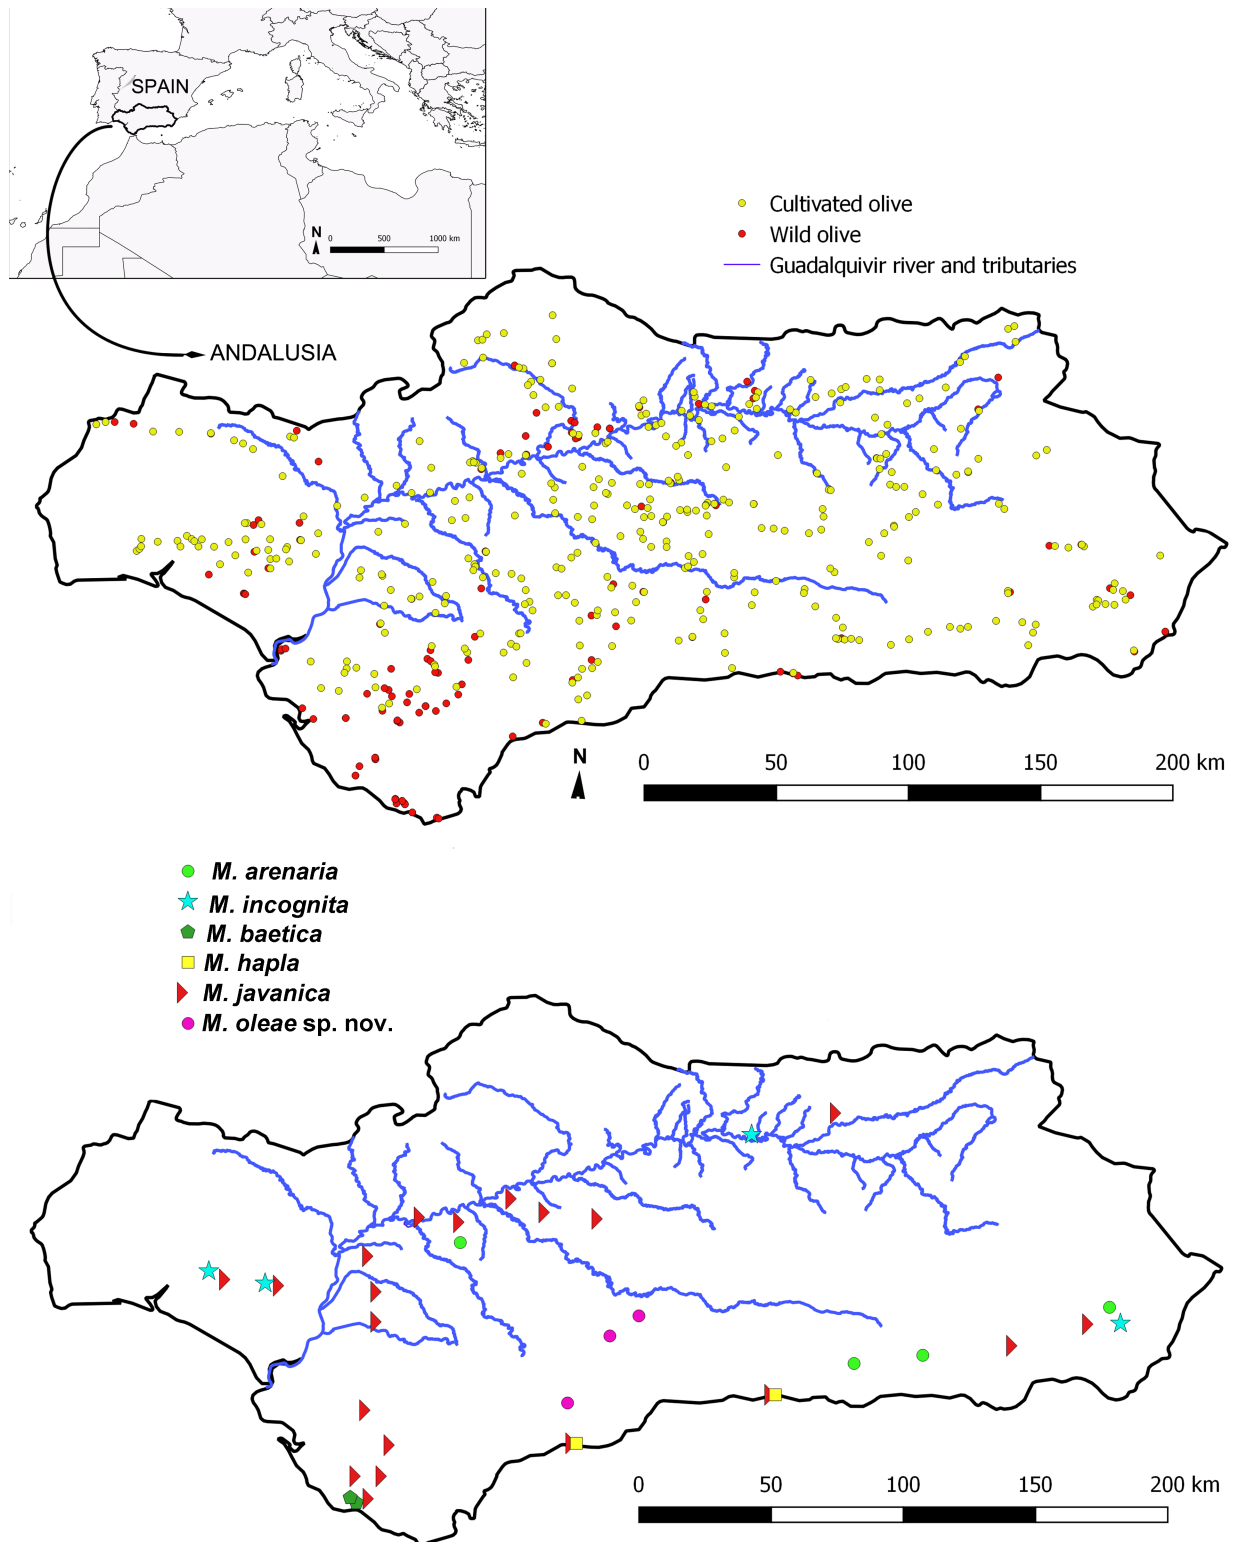 SPAIN
N
0 500 1000 km
Cultivated olive
Wild olive
Guadalquivir river and tributaries
ANDALUSIA
N
0 50 100 150 200 km
M. arenaria
M. incognita
M. baetica
M. hapla
M. javanica
M. oleae sp. nov.
0 50 100 150 200 km